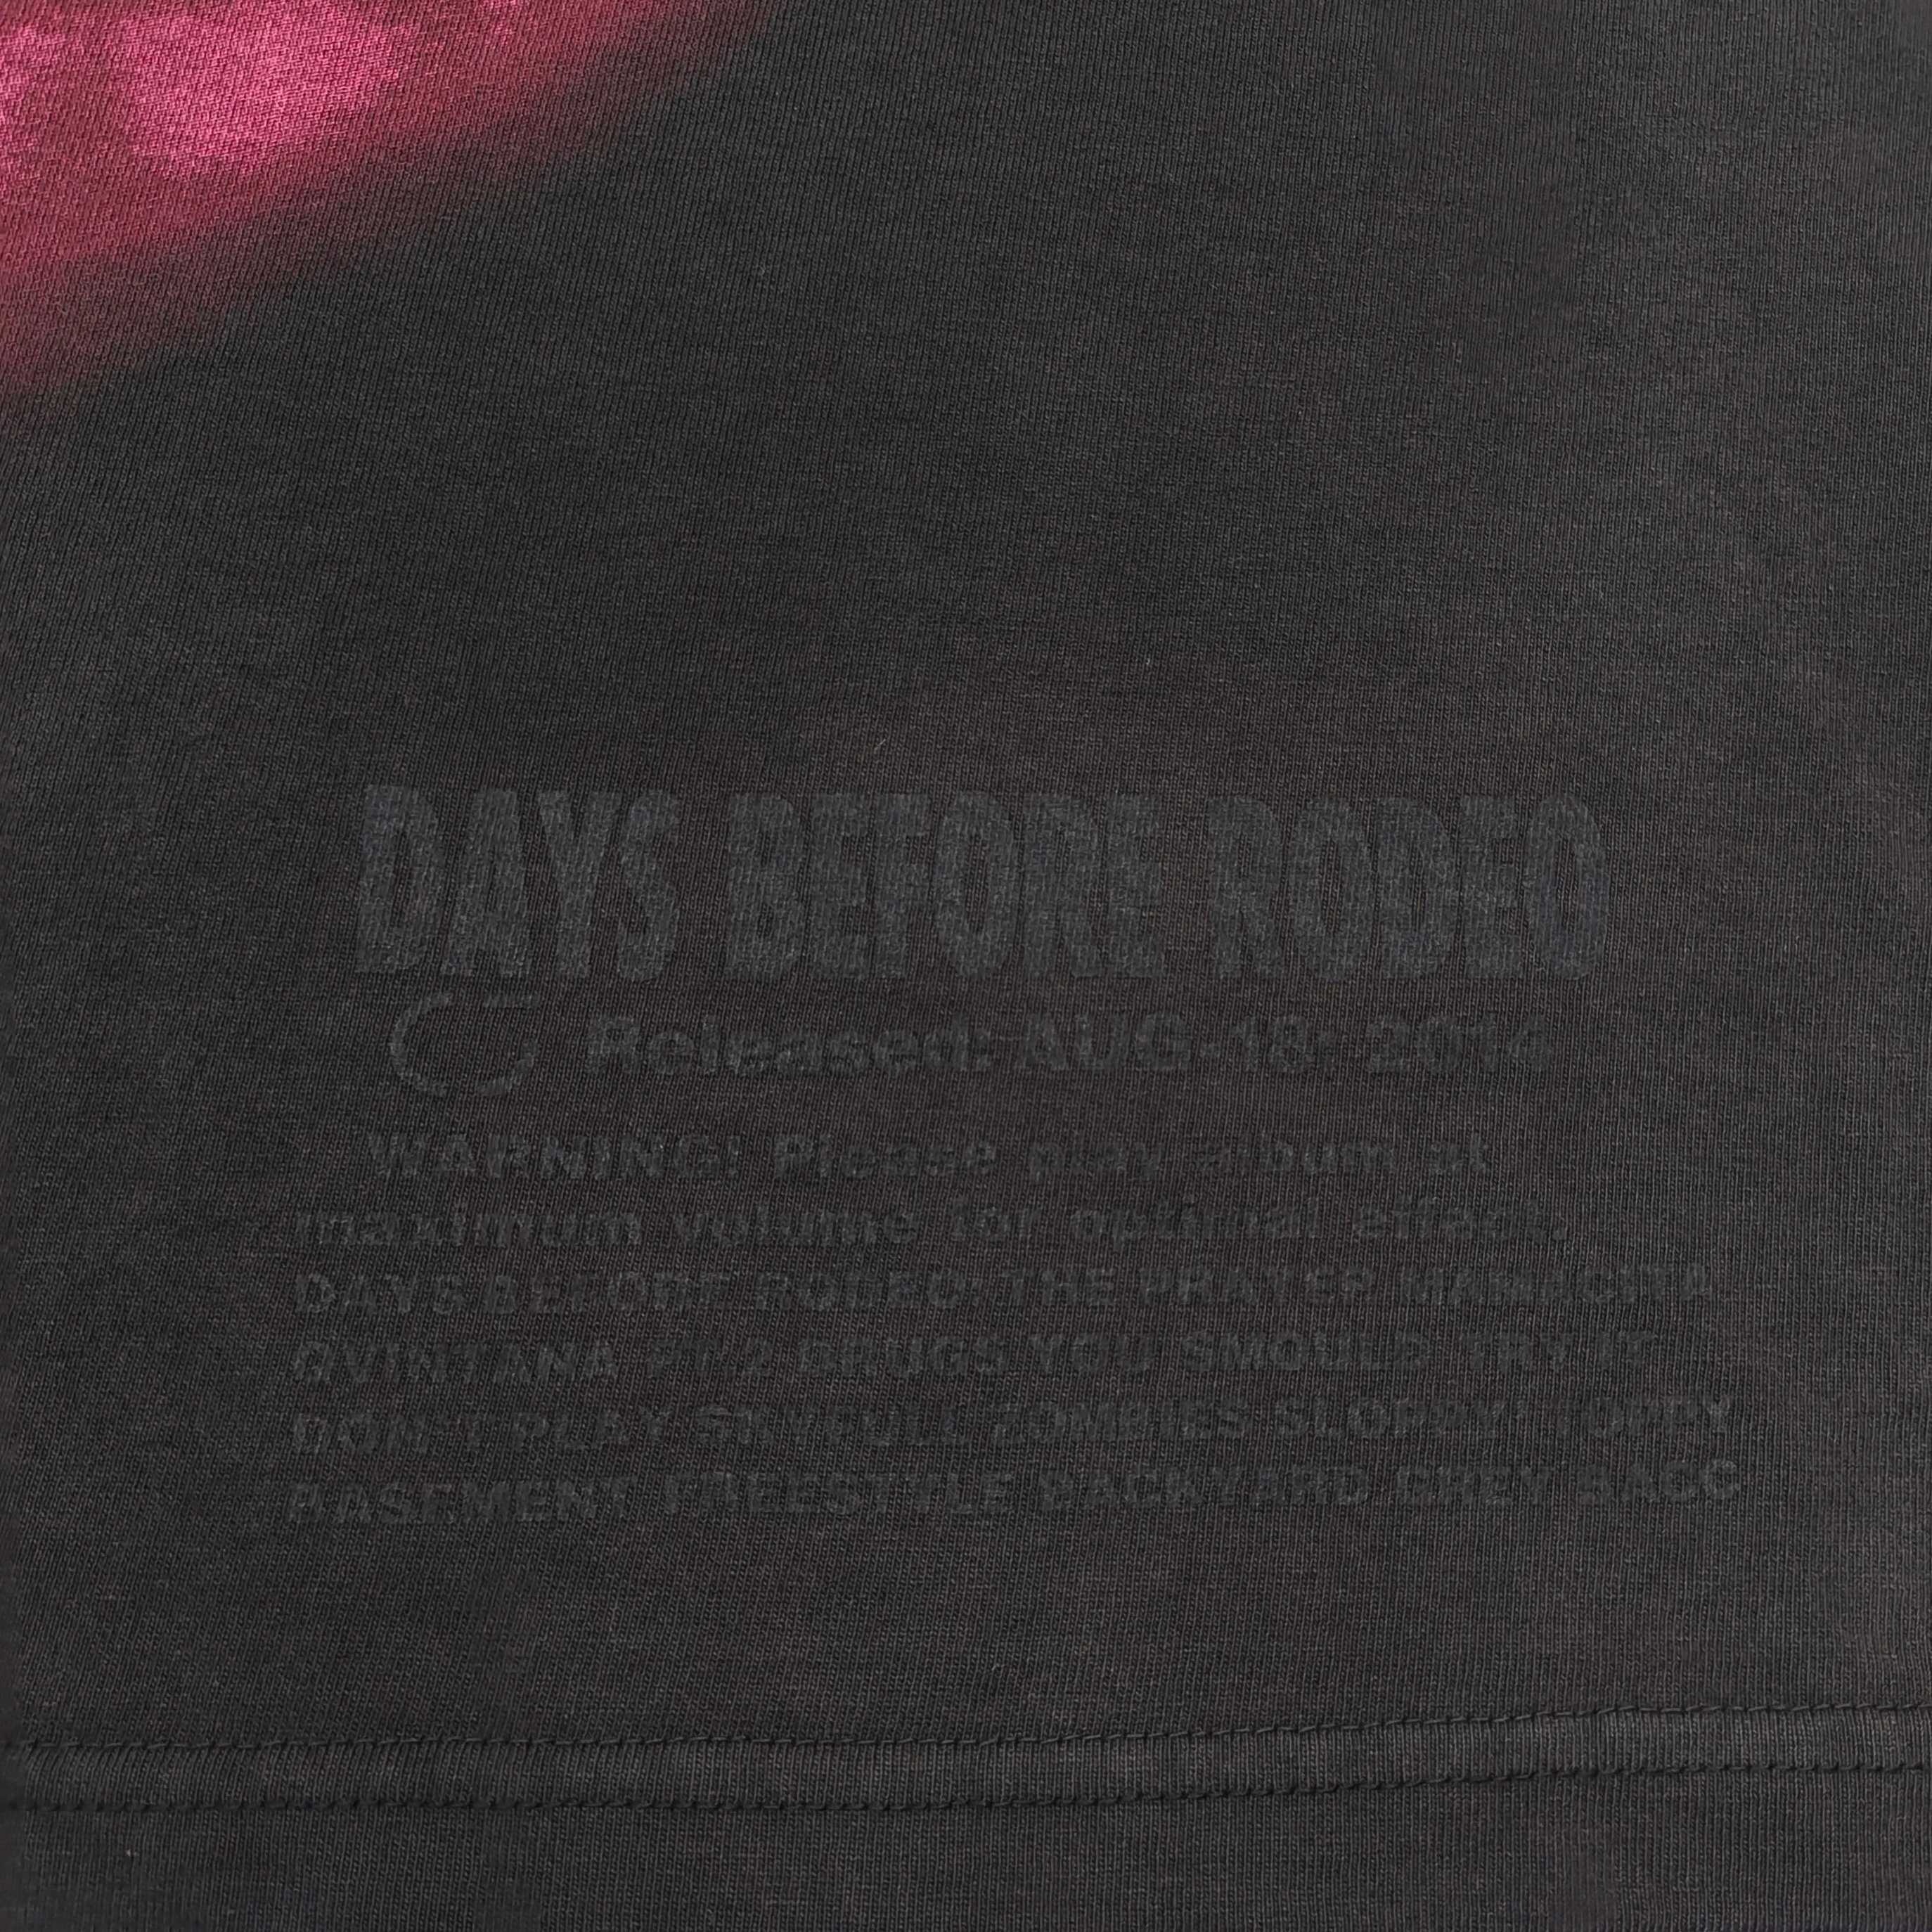 DAYS BEFORE RODEO
Released: AUG-18- 2014
WARNING! Please play album at
maximum volume for optimal effect,
DAYS BEFORE RODEO: THE PRAYER MAMACITA
QVINTANA PT. 2 DRUGS YOU SHOULD TRY IT
DON'T PLAY SKYFULL ZOMBIES SLOPPY TOPPY
BASEMENT FREESTYLE BACKYARD GREY BACC